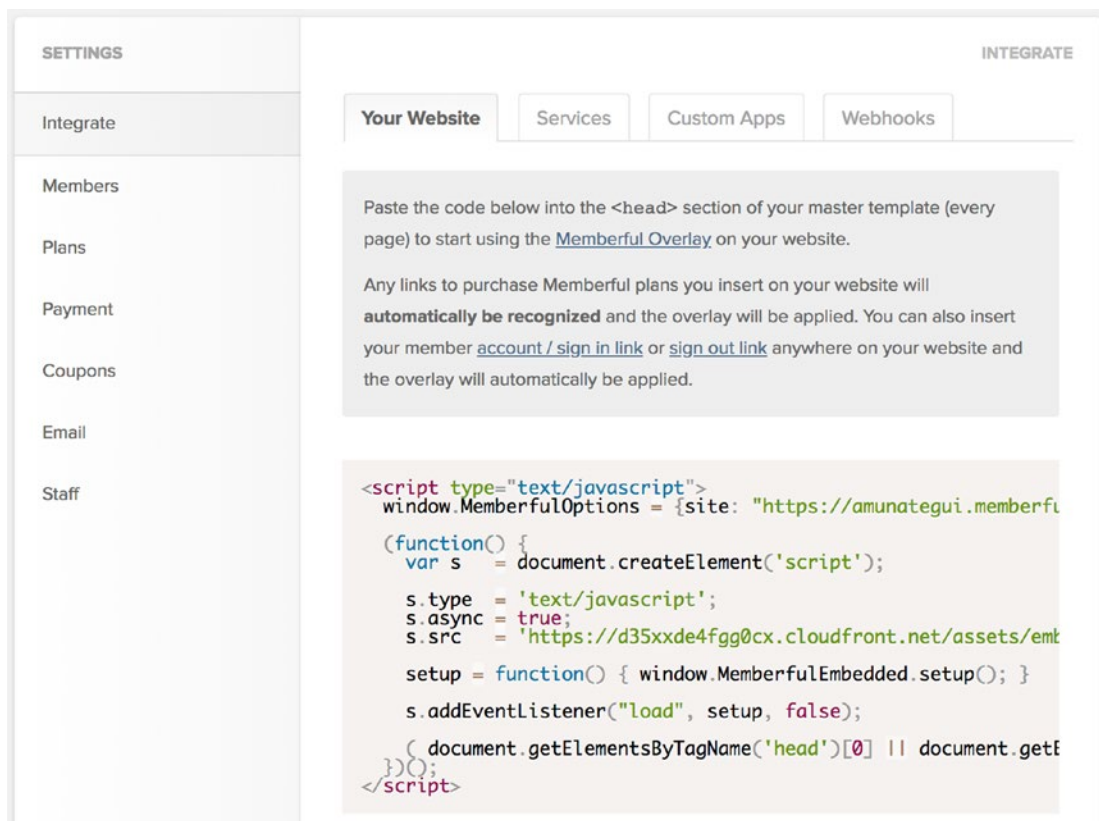 SETTINGS
INTEGRATE
Integrate
Members
Plans
Payment
Coupons
Email
Staff
Your Website
Services
Custom Apps
Webhooks
Paste the code below into the <head> section of your master template (every
page) to start using the Memberful Overlay on your website.
Any links to purchase Memberful plans you insert on your website will
automatically be recognized and the overlay will be applied. You can also insert
your member account / sign in link or sign out link anywhere on your website and
the overlay will automatically be applied.
<script type="text/javascript">
window.MemberfulOptions = {site: "https://amunategui.memberfu
(function() {
var s = document.createElement('script');
s.type = 'text/javascript';
s.async = true;
s.src = 'https://d35xxde4fgg0cx.cloudfront.net/assets/emb
setup = function() { window.MemberfulEmbedded.setup(); }
s.addEventListener("load", setup, false);
( document.getElementsByTagName('head')[0] || document.getE
})();
</script>